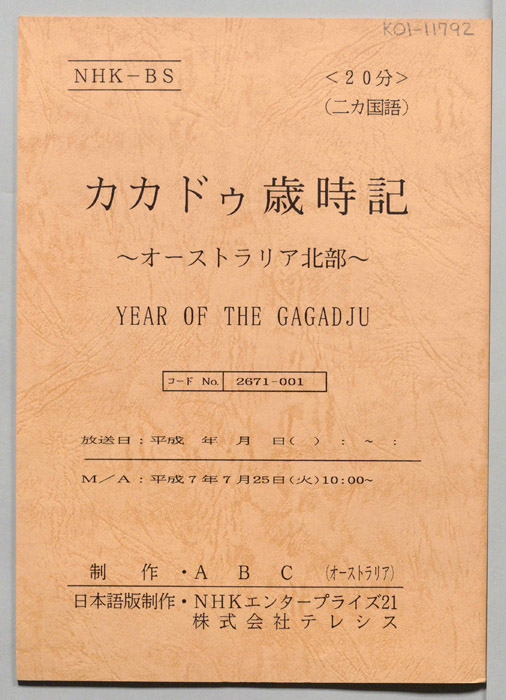 K01-11792
NHK-BS
<20分>
(二カ国語)
カカドゥ歳時記
～オーストラリア北部～
YEAR OF THE GAGADJU
コード No. 2671-001
放送日：平成 年 月 日( ) ： ～ ：
M／A：平成7年7月25日(火)10:00~
制 作・A B C (オーストラリア)
日本語版制作・NHKエンタープライズ21
株式会社テレシス